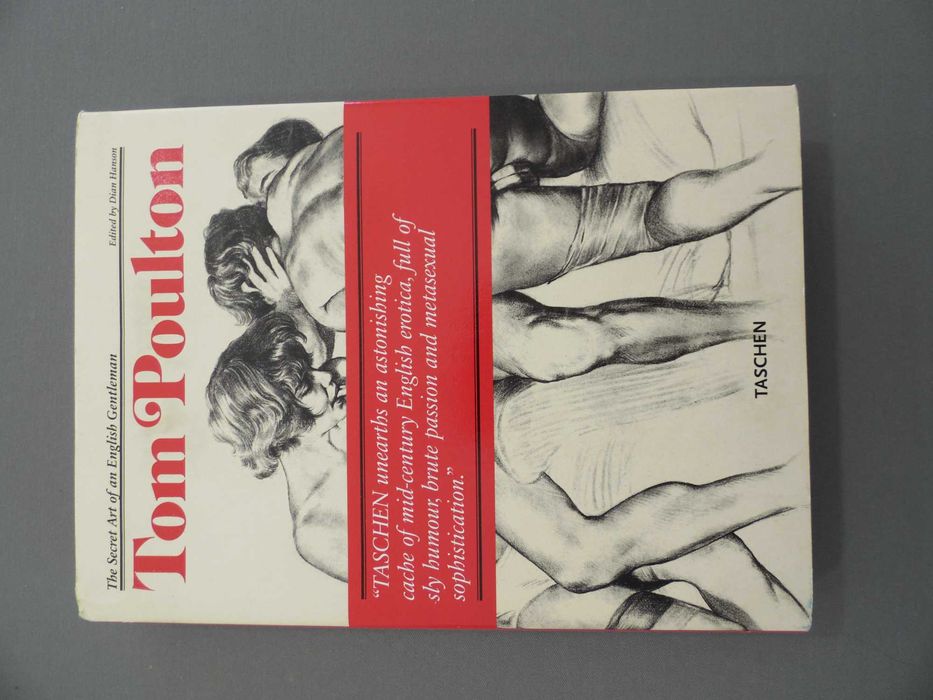 The Secret Art of an English Gentleman
Edited by Dian Hanson
Tom Poulton
“TASCHEN unearths an astonishing
cache of mid-century English erotica, full of
sly humour, brute passion and metasexual
sophistication.”
TASCHEN